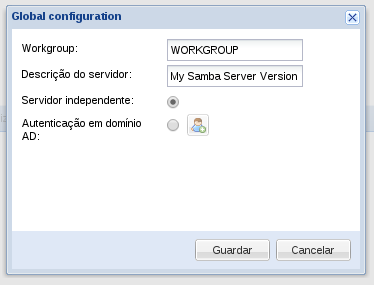 Global configuration
Workgroup: WORKGROUP
Descrição do servidor: My Samba Server Version
Servidor independente:
Autenticação em domínio
AD:
Guardar Cancelar